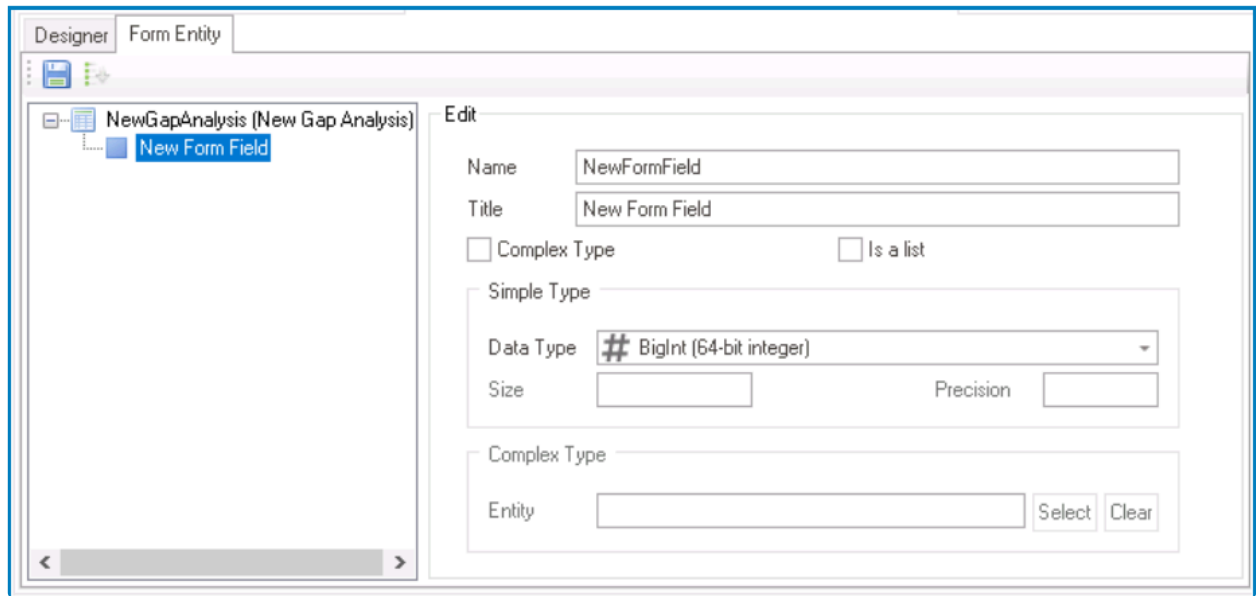 Designer Form Entity
NewGapAnalysis (New Gap Analysis)
New Form Field
Edit
Name NewFormField
Title New Form Field
Complex Type Is a list
Simple Type
Data Type # BigInt (64-bit integer)
Size Precision
Complex Type
Entity Select Clear